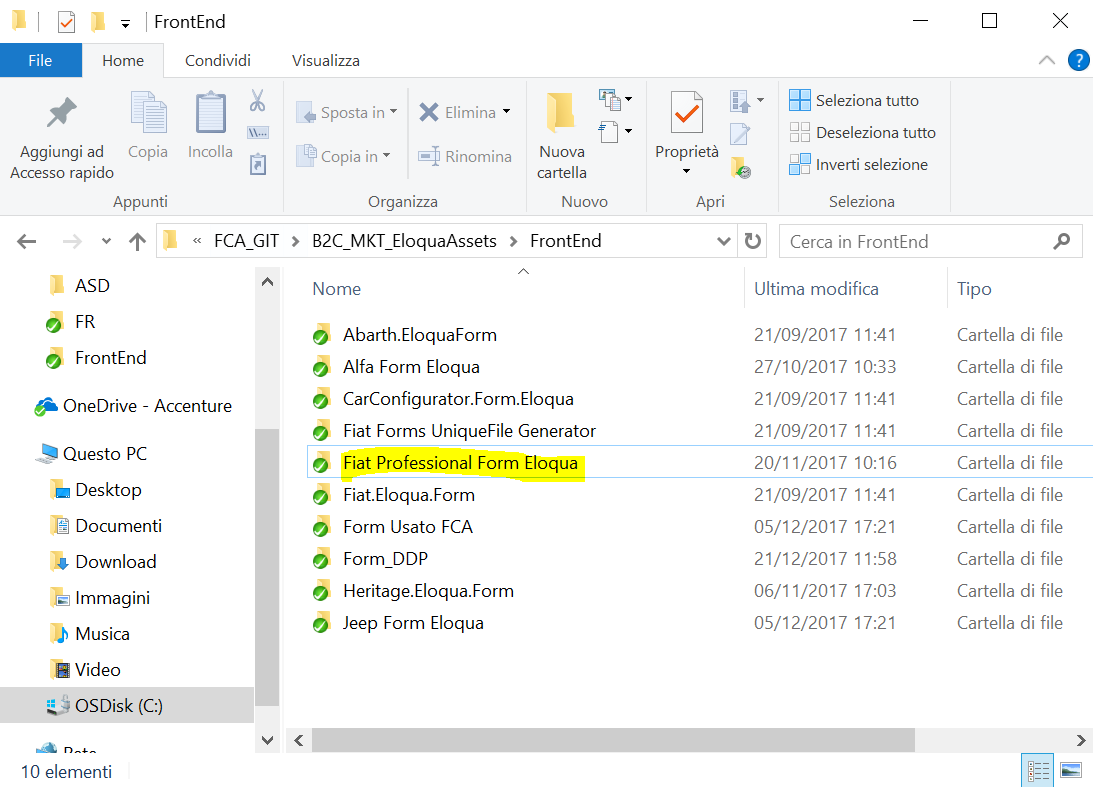 FrontEnd
File Home Condividi Visualizza
Aggiungi ad Accesso rapido
Copia
Incolla
Sposta in
Copia in
Elimina
Rinomina
Nuova cartella
Proprietà
Seleziona tutto
Deseleziona tutto
Inverti selezione
Appunti Organizza Nuovo Apri Seleziona
« FCA_GIT > B2C_MKT_EloquaAssets > FrontEnd
Cerca in FrontEnd
ASD
FR
FrontEnd
OneDrive - Accenture
Questo PC
Desktop
Documenti
Download
Immagini
Musica
Video
OSDisk (C:)
Rete
Nome Ultima modifica Tipo
Abarth.EloquaForm 21/09/2017 11:41 Cartella di file
Alfa Form Eloqua 27/10/2017 10:33 Cartella di file
CarConfigurator.Form.Eloqua 21/09/2017 11:41 Cartella di file
Fiat Forms UniqueFile Generator 21/09/2017 11:41 Cartella di file
Fiat Professional Form Eloqua 20/11/2017 10:16 Cartella di file
Fiat.Eloqua.Form 21/09/2017 11:41 Cartella di file
Form Usato FCA 05/12/2017 17:21 Cartella di file
Form_DDP 21/12/2017 11:58 Cartella di file
Heritage.Eloqua.Form 06/11/2017 17:03 Cartella di file
Jeep Form Eloqua 05/12/2017 17:21 Cartella di file
10 elementi